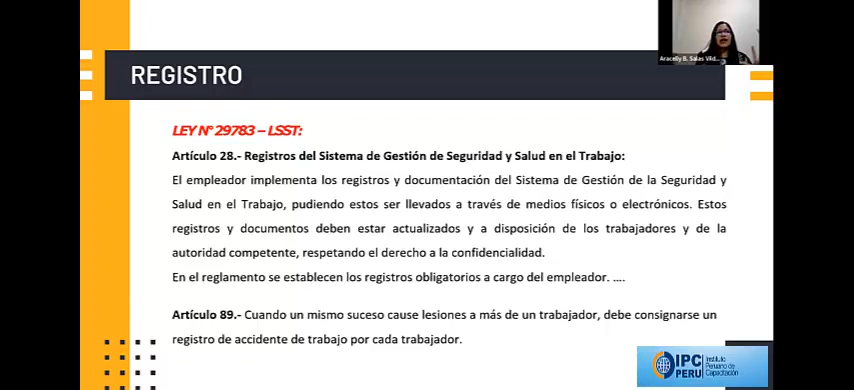 Aracelly B. Salas Vild...
REGISTRO
LEY N° 29783 – LSST:
Artículo 28.- Registros del Sistema de Gestión de Seguridad y Salud en el Trabajo:
El empleador implementa los registros y documentación del Sistema de Gestión de la Seguridad y
Salud en el Trabajo, pudiendo estos ser llevados a través de medios físicos o electrónicos. Estos
registros y documentos deben estar actualizados y a disposición de los trabajadores y de la
autoridad competente, respetando el derecho a la confidencialidad.
En el reglamento se establecen los registros obligatorios a cargo del empleador. ....
Artículo 89.- Cuando un mismo suceso cause lesiones a más de un trabajador, debe consignarse un
registro de accidente de trabajo por cada trabajador.
IPC
PERU
Instituto
Peruano de
Capacitación